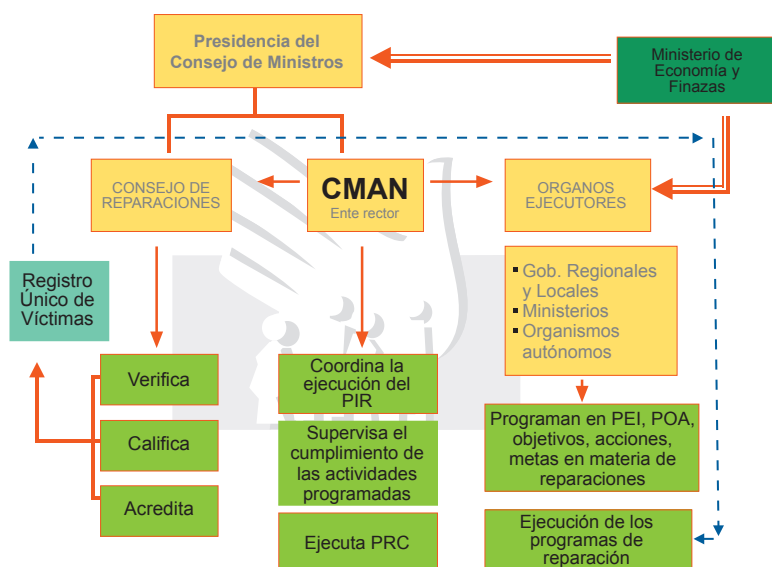 Presidencia del
Consejo de Ministros
Ministerio de
Economía y
Finazas
CONSEJO DE
REPARACIONES
CMAN
Ente rector
ORGANOS
EJECUTORES
Registro
Único de
Víctimas
▪ Gob. Regionales
y Locales
▪ Ministerios
▪ Organismos
autónomos
Verifica
Califica
Acredita
Coordina la
ejecución del
PIR
Supervisa el
cumplimiento de
las actividades
programadas
Ejecuta PRC
Programan en PEI, POA,
objetivos, acciones,
metas en materia de
reparaciones
Ejecución de los
programas de
reparación